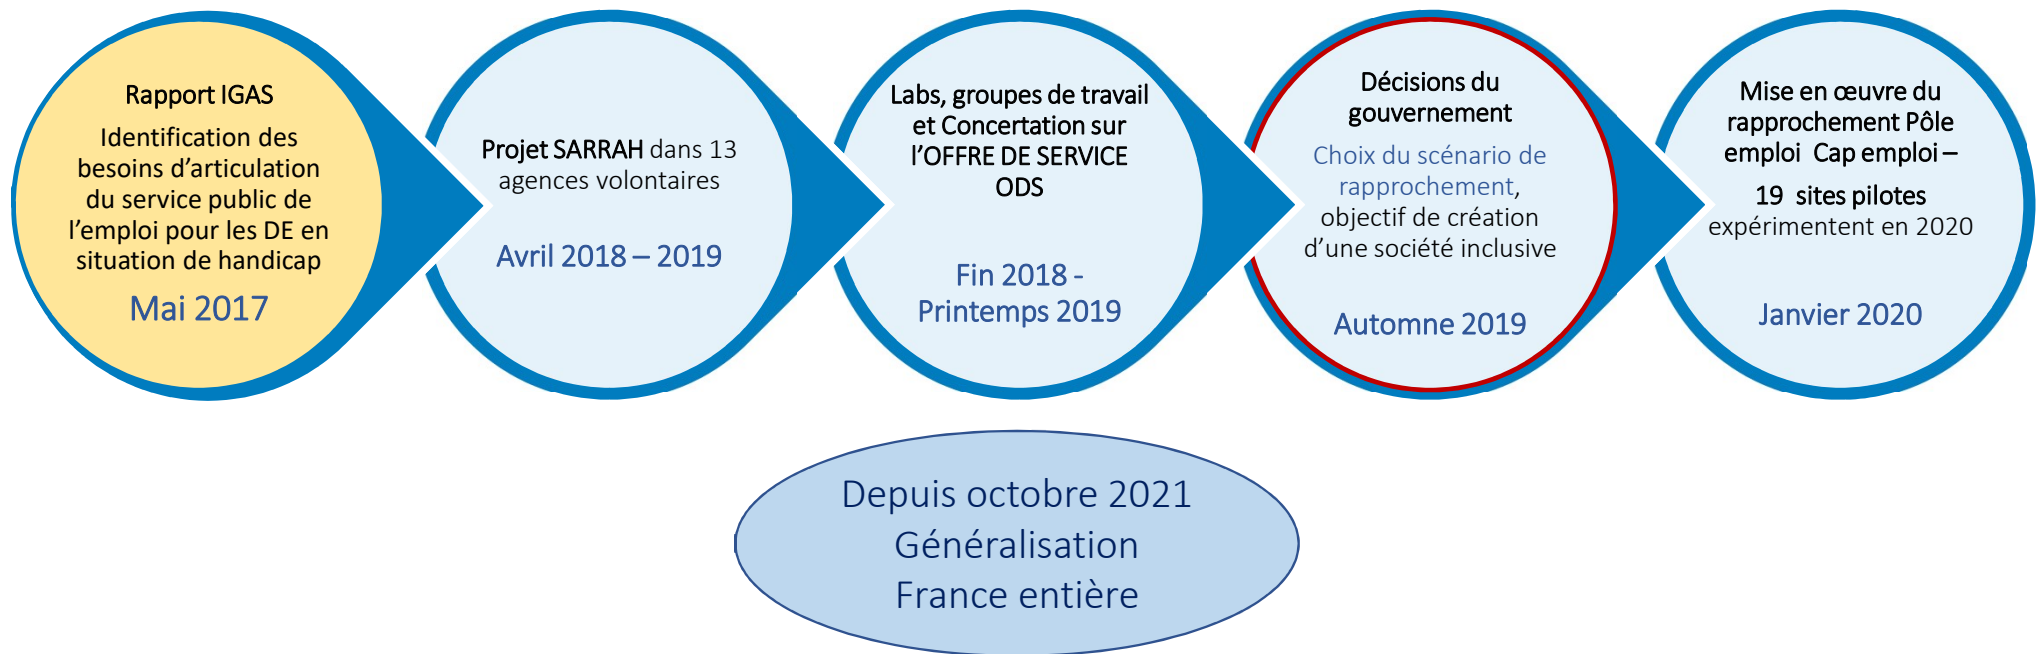 Rapport IGAS
Identification des
besoins d’articulation
du service public de
l’emploi pour les DE en
situation de handicap
Mai 2017
Projet SARRAH dans 13
agences volontaires
Avril 2018 – 2019
Labs, groupes de travail
et Concertation sur
l’OFFRE DE SERVICE
ODS
Fin 2018 -
Printemps 2019
Décisions du
gouvernement
Choix du scénario de
rapprochement,
objectif de création
d’une société inclusive
Automne 2019
Mise en œuvre du
rapprochement Pôle
emploi Cap emploi –
19 sites pilotes
expérimentent en 2020
Janvier 2020
Depuis octobre 2021
Généralisation
France entière